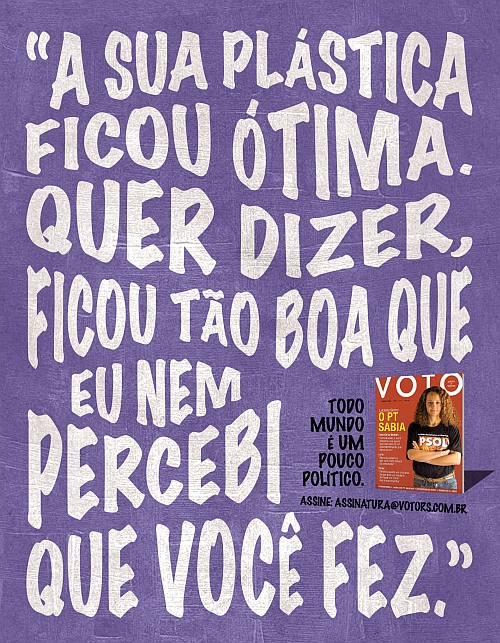 “A SUA PLÁSTICA
FICOU ÓTIMA.
QUER DIZER,
FICOU TÃO BOA QUE
EU NEM
PERCEBI
QUE VOCÊ FEZ.”
TODO
MUNDO
É UM
POUCO
POLÍTICO.
ASSINE: ASSINATURA@VOTORS.COM.BR
VOTO
O PT
SABIA
PSOL